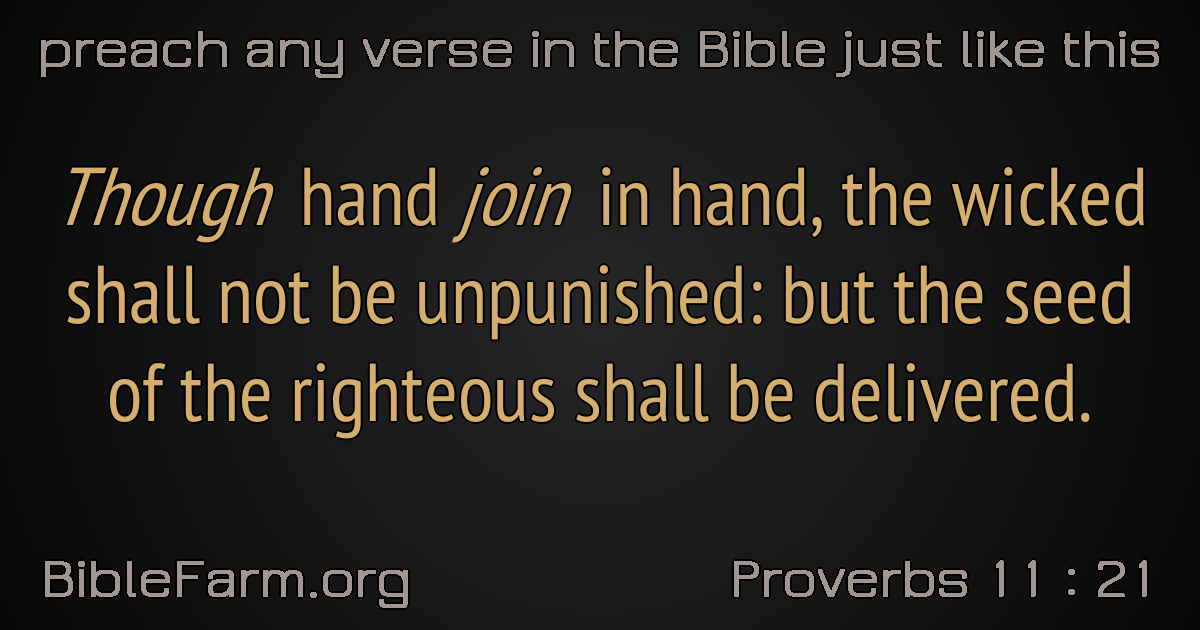 preach any verse in the Bible just like this
Though hand join in hand, the wicked
shall not be unpunished: but the seed
of the righteous shall be delivered.
BibleFarm.org
Proverbs 11 : 21